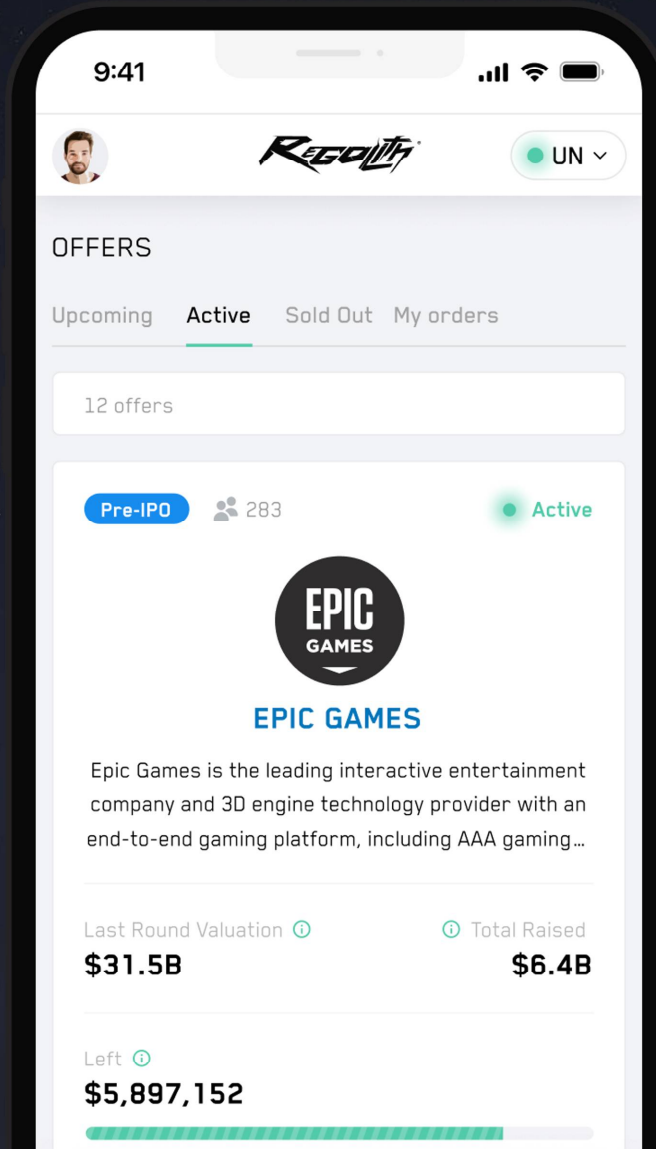 9:41
REGOLITH
UN
OFFERS
Upcoming Active Sold Out My orders
12 offers
Pre-IPO 283 Active
EPIC
GAMES
EPIC GAMES
Epic Games is the leading interactive entertainment
company and 3D engine technology provider with an
end-to-end gaming platform, including AAA gaming...
Last Round Valuation Total Raised
$31.5B $6.4B
Left
$5,897,152